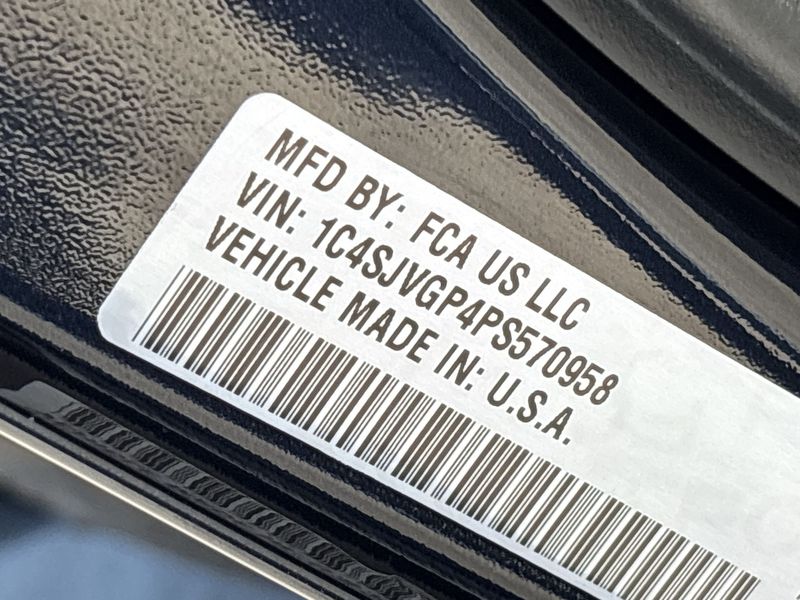 MFD BY: FCA US LLC
VIN: 1C4SJVGP4PS570958
VEHICLE MADE IN: U.S.A.